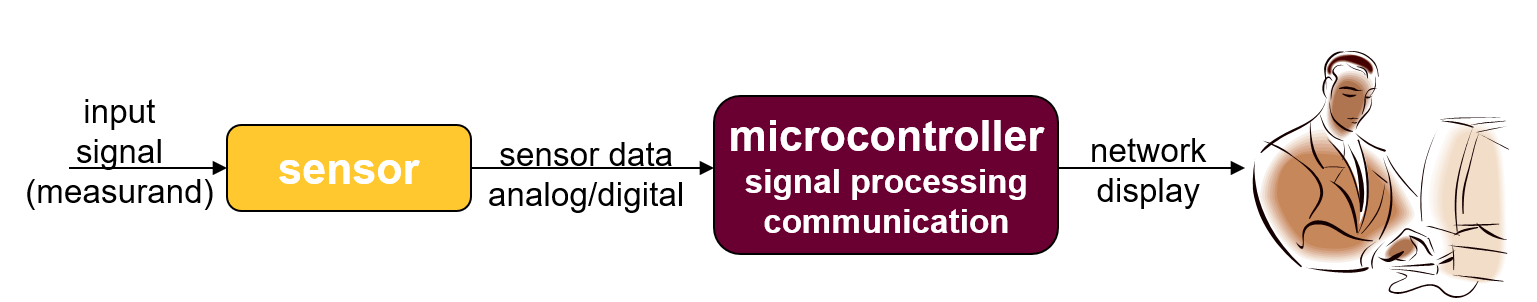 input
signal
(measurand)
sensor
sensor data
analog/digital
microcontroller
signal processing
communication
network
display